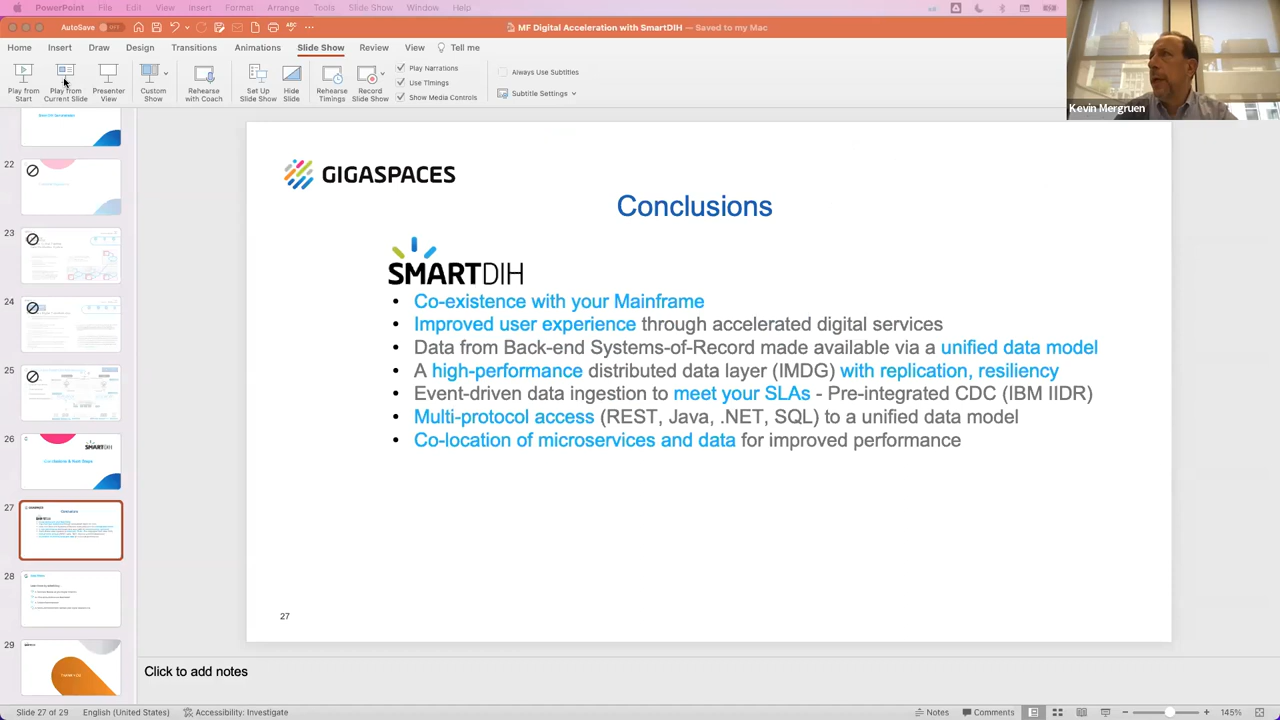 File
Edit
Insert
Format
Arrange
Tools
Slide Show
AutoSave
OFF
MF Digital Acceleration with SmartDIH — Saved to my Mac
Home
Insert
Draw
Design
Transitions
Animations
Slide Show
Review
View
Tell me
Play from Start
Play from Current Slide
Presenter View
Custom Show
Rehearse with Coach
Set Up Slide Show
Hide Slide
Rehearse Timings
Record Slide Show
Play Narrations
Use Timings
Show Media Controls
Always Use Subtitles
Subtitle Settings
Kevin Mergruen
22
23
24
25
26
SMARTDIH
27
Conclusions
28
29
GIGASPACES
Conclusions
SMARTDIH
• Co-existence with your Mainframe
• Improved user experience through accelerated digital services
• Data from Back-end Systems-of-Record made available via a unified data model
• A high-performance distributed data layer (IMDG) with replication, resiliency
• Event-driven data ingestion to meet your SLAs - Pre-integrated CDC (IBM IIDR)
• Multi-protocol access (REST, Java, .NET, SQL) to a unified data model
• Co-location of microservices and data for improved performance
27
Click to add notes
Slide 27 of 29
English (United States)
Accessibility: Investigate
Notes
Comments
145%